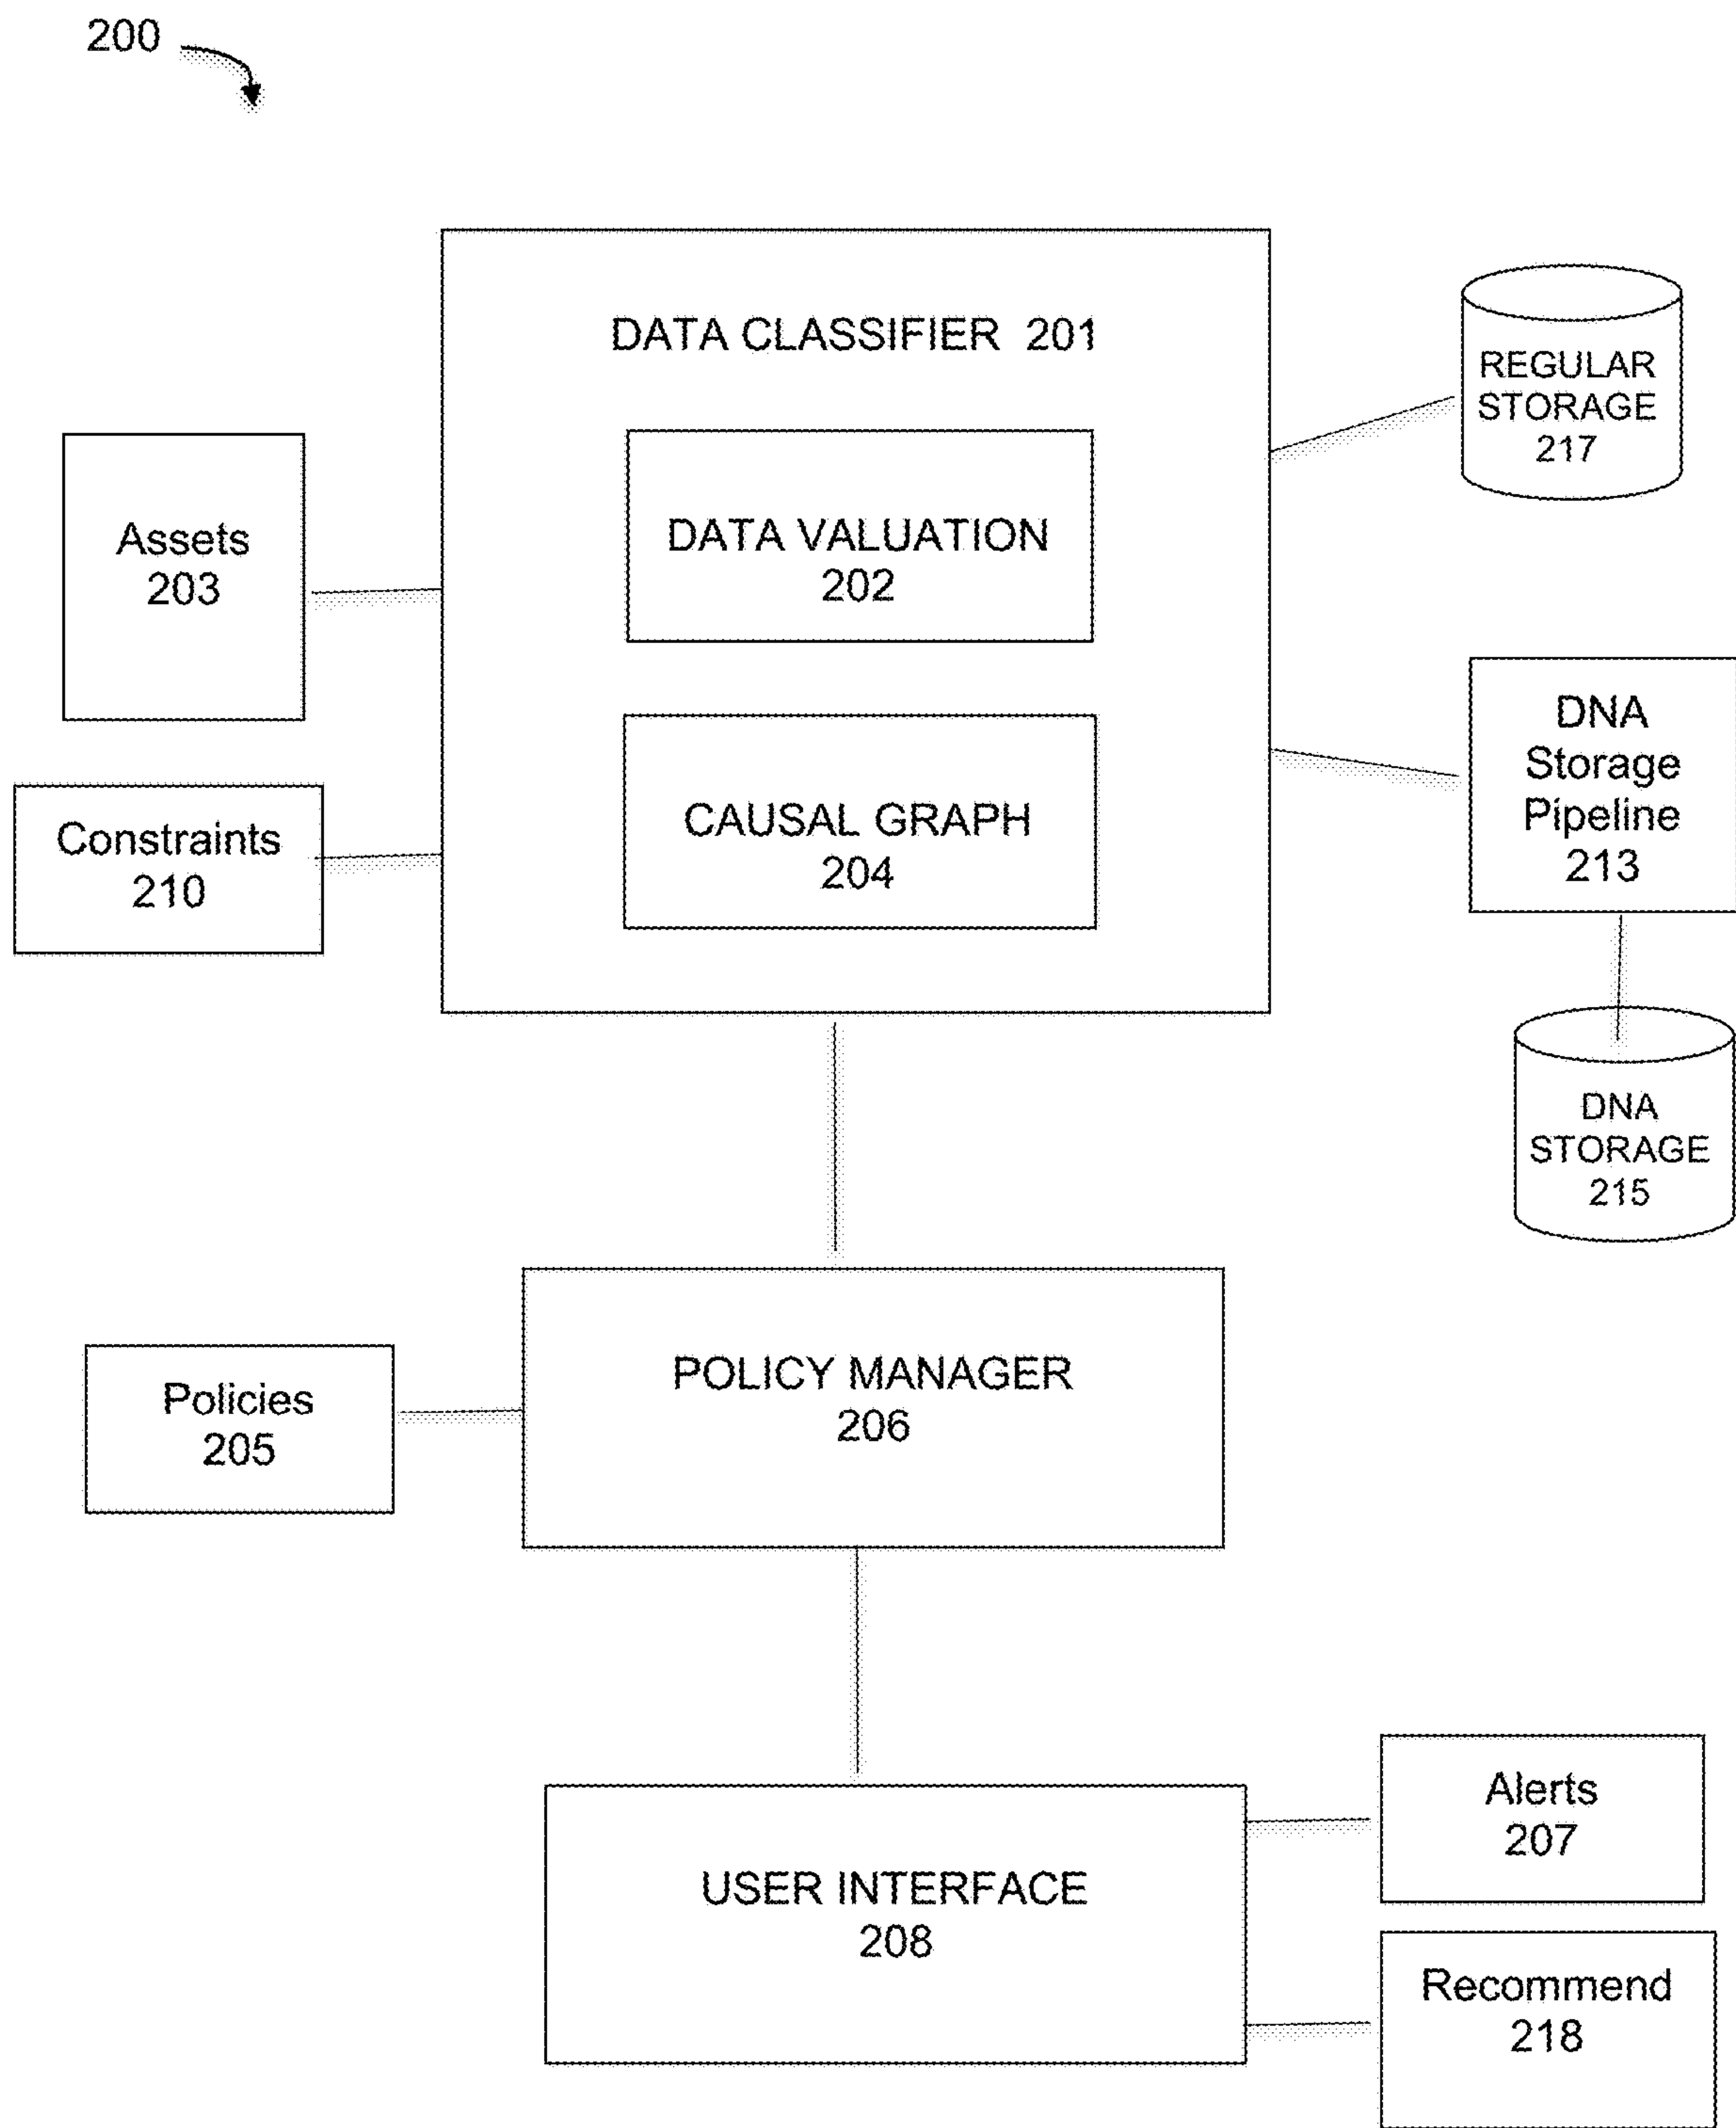 200
DATA CLASSIFIER 201
REGULAR
STORAGE
217
Assets
203
DATA VALUATION
202
DNA
Storage
Pipeline
213
Constraints
210
CAUSAL GRAPH
204
DNA
STORAGE
215
Policies
205
POLICY MANAGER
206
Alerts
207
USER INTERFACE
208
Recommend
218